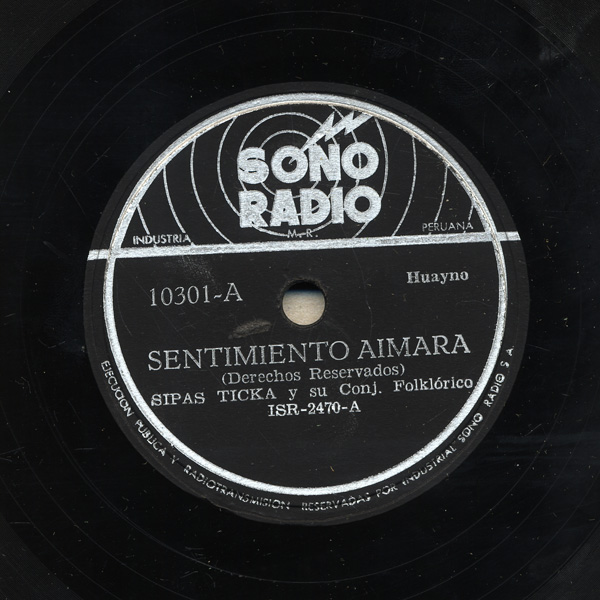 SONO
RADIO
M. R.
INDUSTRIA PERUANA
10301-A Huayno
SENTIMIENTO AIMARA
(Derechos Reservados)
SIPAS TICKA y su Conj. Folklórico
ISR-2470-A
EJECUCION PUBLICA Y RADIOTRANSMISION RESERVADAS POR INDUSTRIAL SONO RADIO S A.